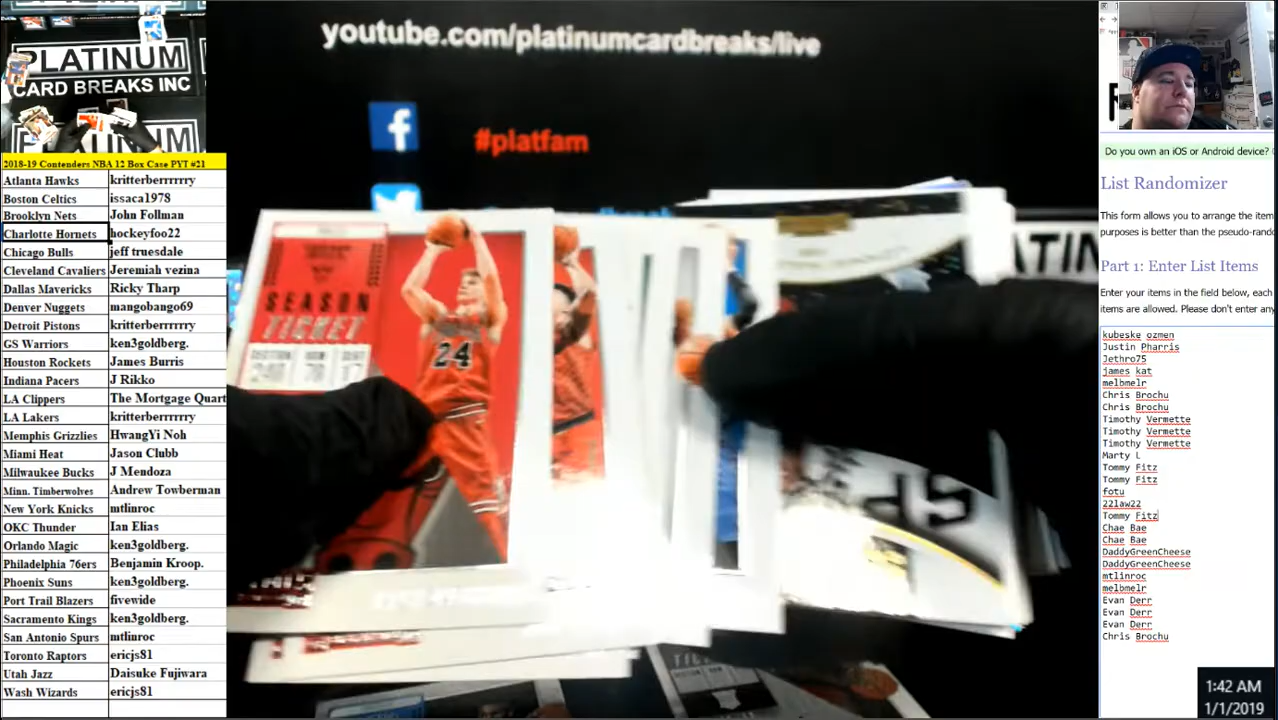 PLATINUM
CARD BREAKS INC
PLATINUM
youtube.com/platinumcardbreaks/live
f
#platfam
SEASON
TICKET
24
2018-19 Contenders NBA 12 Box Case PYT #21
Atlanta Hawks kritterberrrrrry
Boston Celtics issaca1978
Brooklyn Nets John Follman
Charlotte Hornets hockeyfoo22
Chicago Bulls jeff truesdale
Cleveland Cavaliers Jeremiah vezina
Dallas Mavericks Ricky Tharp
Denver Nuggets mangobango69
Detroit Pistons kritterberrrrrry
GS Warriors ken3goldberg.
Houston Rockets James Burris
Indiana Pacers J Rikko
LA Clippers The Mortgage Quart
LA Lakers kritterberrrrrry
Memphis Grizzlies HwangYi Noh
Miami Heat Jason Clubb
Milwaukee Bucks J Mendoza
Minn. Timberwolves Andrew Towberman
New York Knicks mtlinroc
OKC Thunder Ian Elias
Orlando Magic ken3goldberg.
Philadelphia 76ers Benjamin Kroop.
Phoenix Suns ken3goldberg.
Port Trail Blazers fivewide
Sacramento Kings ken3goldberg.
San Antonio Spurs mtlinroc
Toronto Raptors ericjs81
Utah Jazz Daisuke Fujiwara
Wash Wizards ericjs81
Do you own an iOS or Android device?
List Randomizer
This form allows you to arrange the item
purposes is better than the pseudo-rando
Part 1: Enter List Items
Enter your items in the field below, each
items are allowed. Please don't enter any
kubeske ozmen
Justin Pharris
Jethro75
james kat
melbmelr
Chris Brochu
Chris Brochu
Timothy Vermette
Timothy Vermette
Timothy Vermette
Marty L
Tommy Fitz
Tommy Fitz
fotu
22law22
Tommy Fitz
Chae Bae
Chae Bae
DaddyGreenCheese
DaddyGreenCheese
mtlinroc
melbmelr
Evan Derr
Evan Derr
Evan Derr
Chris Brochu
1:42 AM
1/1/2019